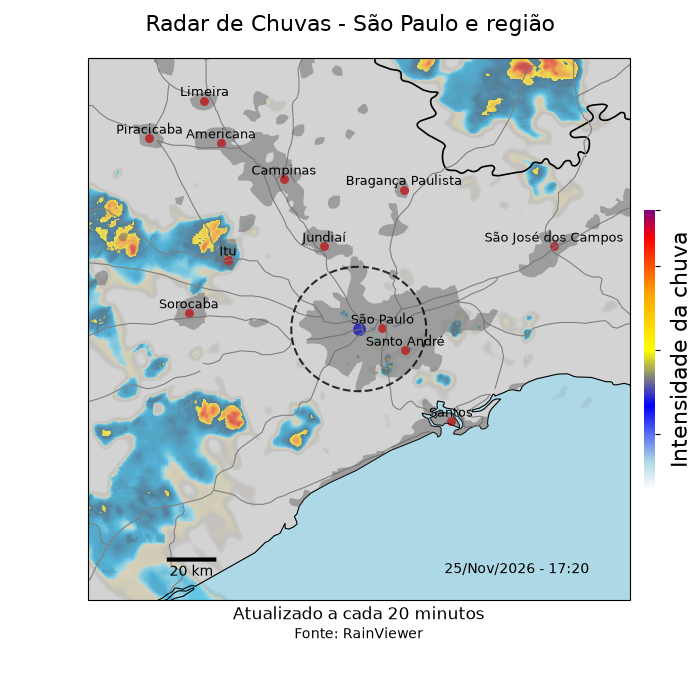 Radar de Chuvas - São Paulo e região
Limeira
Piracicaba
Americana
Campinas
Bragança Paulista
Jundiaí
São José dos Campos
Itu
Sorocaba
São Paulo
Santo André
Santos
Intensidade da chuva
20 km
25/Nov/2026 - 17:20
Atualizado a cada 20 minutos
Fonte: RainViewer